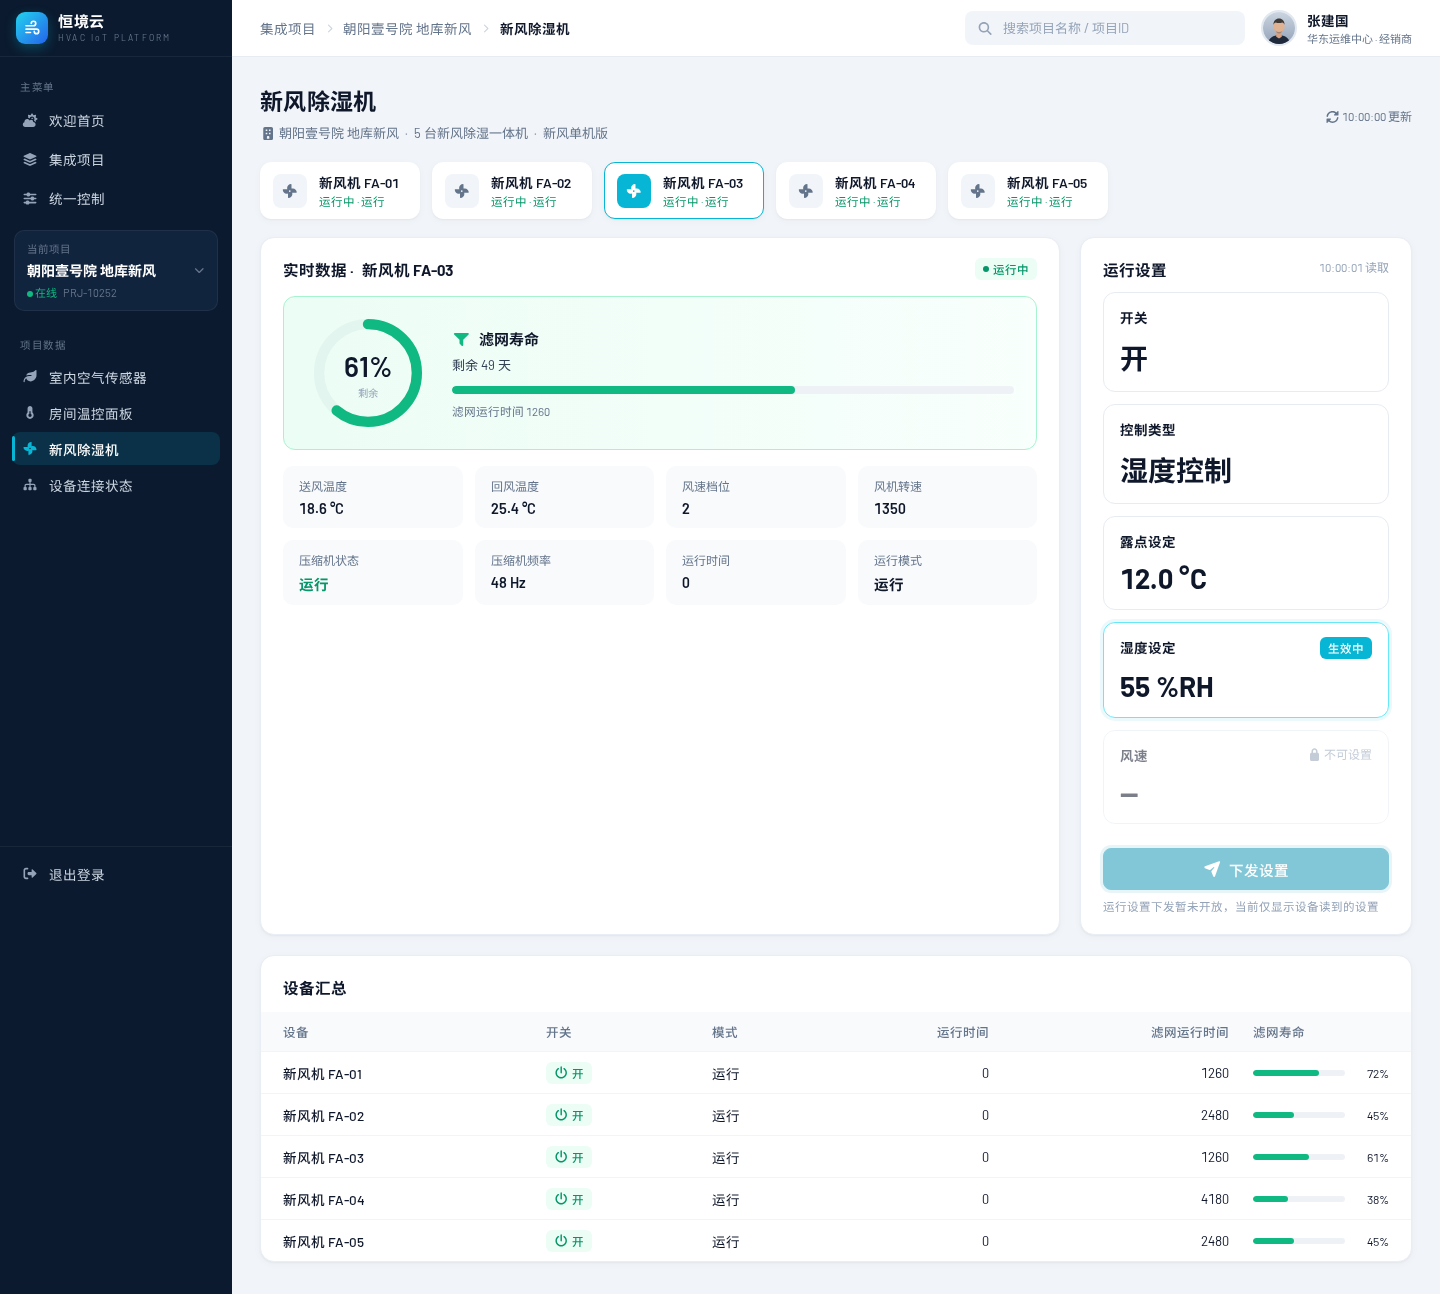 恒境云
HVAC IoT PLATFORM
主菜单
欢迎首页
集成项目
统一控制
当前项目
朝阳壹号院 地库新风
在线 PRJ-10252
项目数据
室内空气传感器
房间温控面板
新风除湿机
设备连接状态
退出登录
集成项目 > 朝阳壹号院 地库新风 > 新风除湿机
搜索项目名称 / 项目ID
张建国
华东运维中心 · 经销商
新风除湿机
朝阳壹号院 地库新风 · 5 台新风除湿一体机 · 新风单机版
10:00:00 更新
新风机 FA-01
运行中 · 运行
新风机 FA-02
运行中 · 运行
新风机 FA-03
运行中 · 运行
新风机 FA-04
运行中 · 运行
新风机 FA-05
运行中 · 运行
实时数据 · 新风机 FA-03
运行中
61%
剩余
滤网寿命
剩余 49 天
滤网运行时间 1260
送风温度
18.6 °C
回风温度
25.4 °C
风速档位
2
风机转速
1350
压缩机状态
运行
压缩机频率
48 Hz
运行时间
0
运行模式
运行
运行设置
10:00:01 读取
开关
开
控制类型
湿度控制
露点设定
12.0 °C
湿度设定
生效中
55 %RH
风速
不可设置
—
下发设置
运行设置下发暂未开放，当前仅显示设备读到的设置
设备汇总
设备 开关 模式 运行时间 滤网运行时间 滤网寿命
新风机 FA-01 开 运行 0 1260 72%
新风机 FA-02 开 运行 0 2480 45%
新风机 FA-03 开 运行 0 1260 61%
新风机 FA-04 开 运行 0 4180 38%
新风机 FA-05 开 运行 0 2480 45%